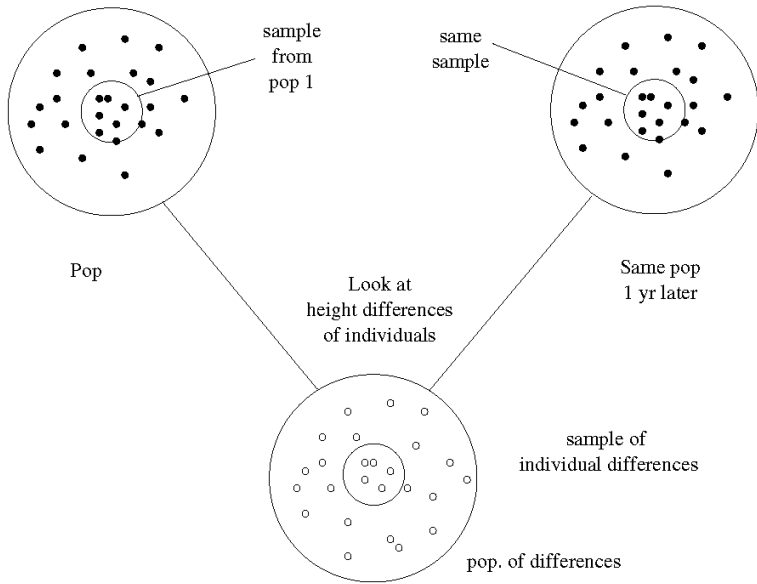 sample
from
pop 1
same
sample
Pop
Same pop
1 yr later
Look at
height differences
of individuals
sample of
individual differences
pop. of differences